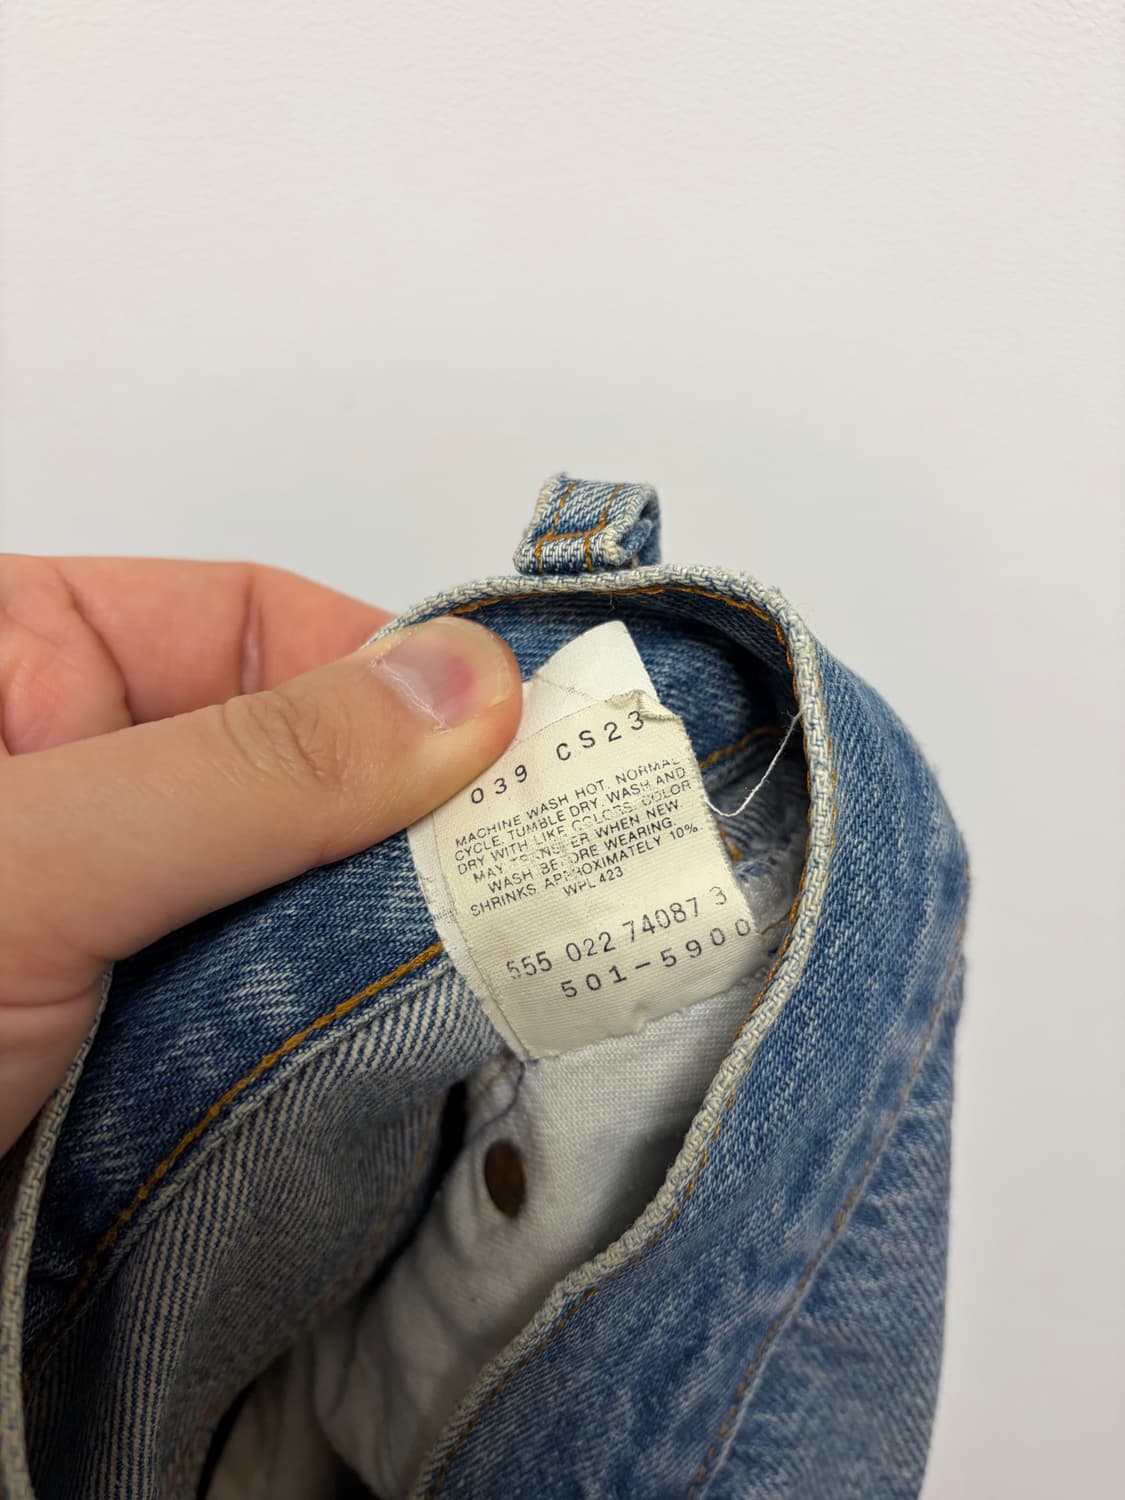 039 CS23
MACHINE WASH HOT, NORMAL
CYCLE. TUMBLE DRY. WASH AND
DRY WITH LIKE COLORS. COLOR
MAY TRANSFER WHEN NEW.
WASH BEFORE WEARING.
SHRINKS APPROXIMATELY 10%.
WPL 423
555 022 74087 3
501-5900